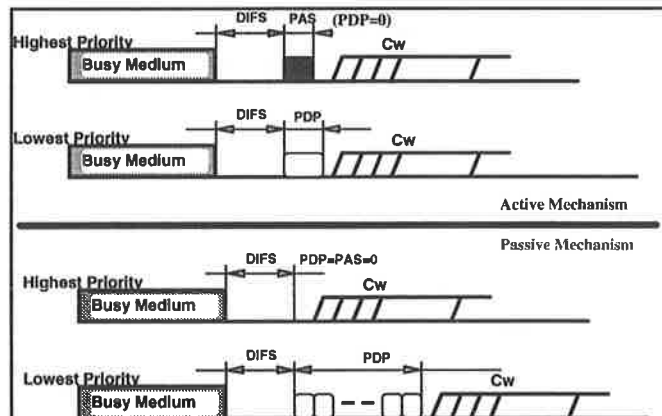 DIFS PAS (PDP=0)
Highest Priority
Cw
Busy Medium
DIFS PDP
Lowest Priority
Cw
Busy Medium
Active Mechanism
Passive Mechanism
DIFS PDP=PAS=0
Highest Priority
Cw
Busy Medium
DIFS PDP
Lowest Priority
Cw
Busy Medium